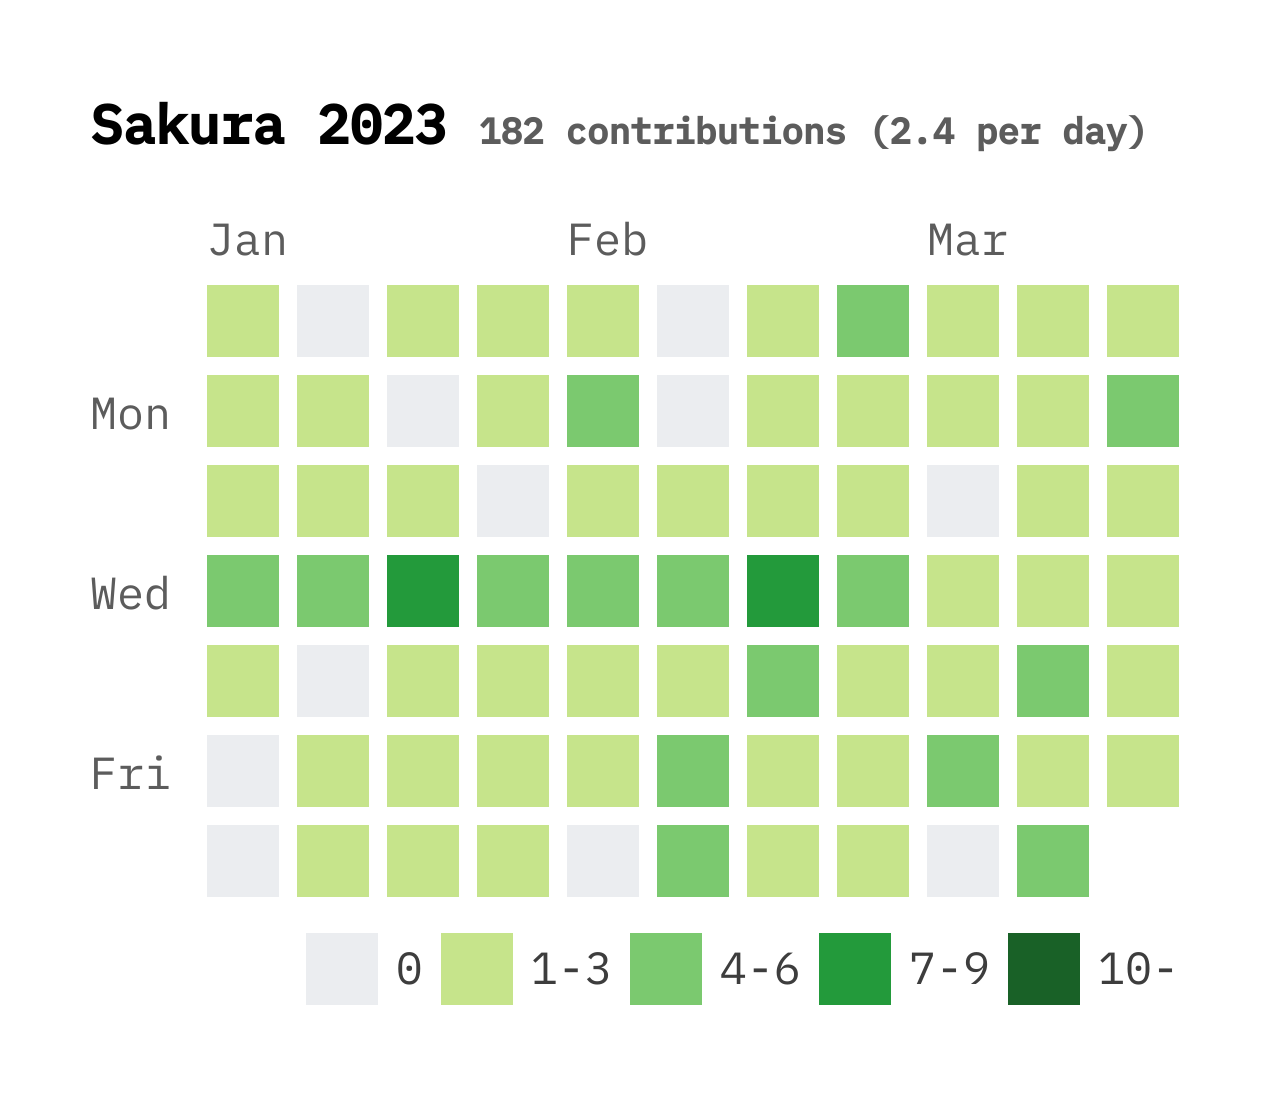 Sakura 2023 182 contributions (2.4 per day)
Jan Feb Mar
Mon
Wed
Fri
0 1-3 4-6 7-9 10-